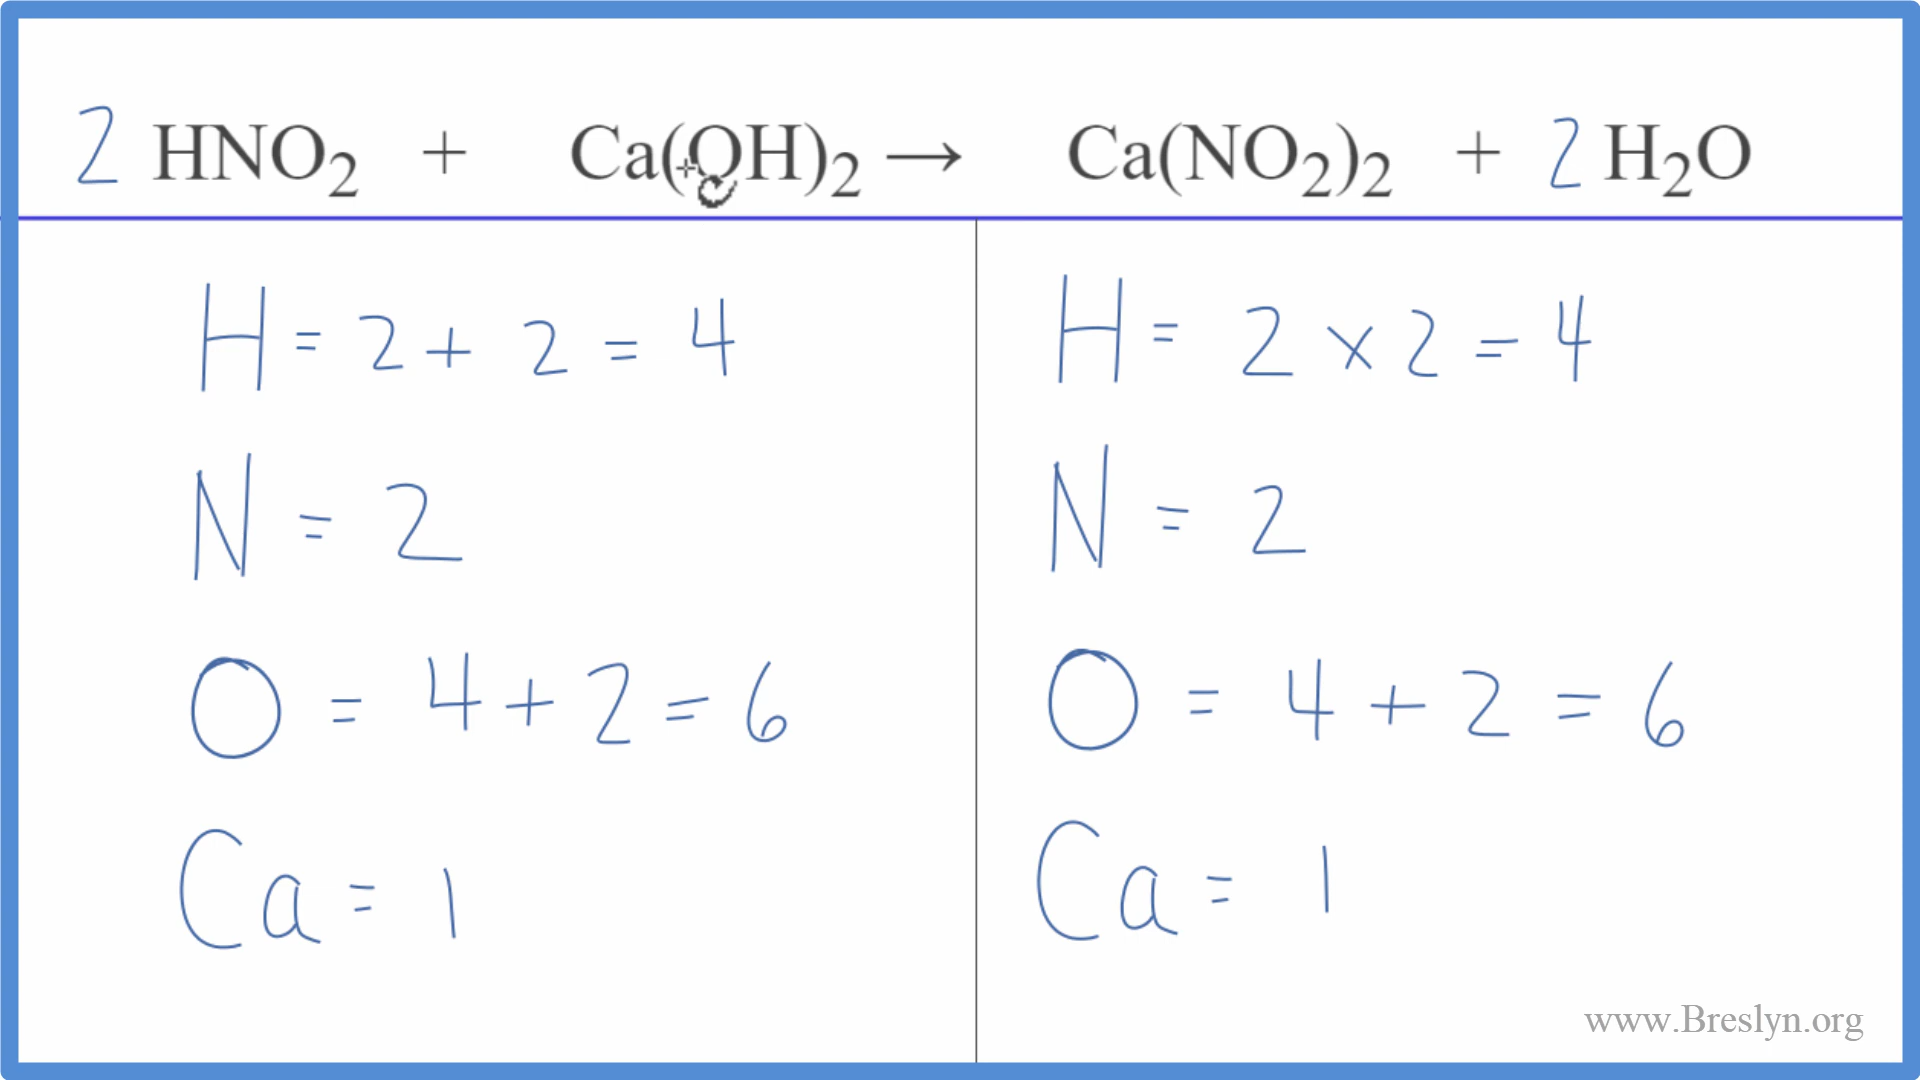 2 HNO₂ + Ca(OH)₂ → Ca(NO₂)₂ + 2 H₂O
H = 2 + 2 = 4
N = 2
O = 4 + 2 = 6
Ca = 1
H = 2 x 2 = 4
N = 2
O = 4 + 2 = 6
Ca = 1
www.Breslyn.org